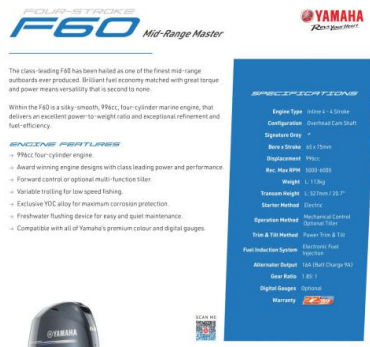 FOUR-STROKE
F60 Mid-Range Master
YAMAHA
Revs Your Heart
The class-leading F60 has been hailed as one of the finest mid-range
outboards ever produced. Brilliant fuel economy matched with great torque
and power means versatility that is second to none.
Within the F60 is a silky-smooth, 996cc, four-cylinder marine engine, that
delivers an excellent power-to-weight ratio and exceptional refinement and
fuel-efficiency.
ENGINE FEATURES
→ 996cc four-cylinder engine.
→ Award winning engine designs with class leading power and performance
→ Forward control or optional multi-function tiller.
→ Variable trolling for low speed fishing.
→ Exclusive YDC alloy for maximum corrosion protection.
→ Freshwater flushing device for easy and quiet maintenance.
→ Compatible with all of Yamaha's premium colour and digital gauges.
SPECIFICATIONS
Engine Type Inline 4 - 4 Stroke
Configuration Overhead Cam Shaft
Signature Grey
Bore x Stroke 65 x 75mm
Displacement 996cc
Rec. Max RPM 5000-6000
Weight L: 113kg
Transom Height L: 527mm / 20.7"
Starter Method Electric
Operation Method Mechanical Control
Optional Tiller
Trim & Tilt Method Power Trim & Tilt
Fuel Induction System Electronic Fuel
Injection
Alternator Output 16A (Batt Charge 9A)
Gear Ratio 1.85: 1
Digital Gauges Optional
Warranty
SCAN ME
YAMAHA